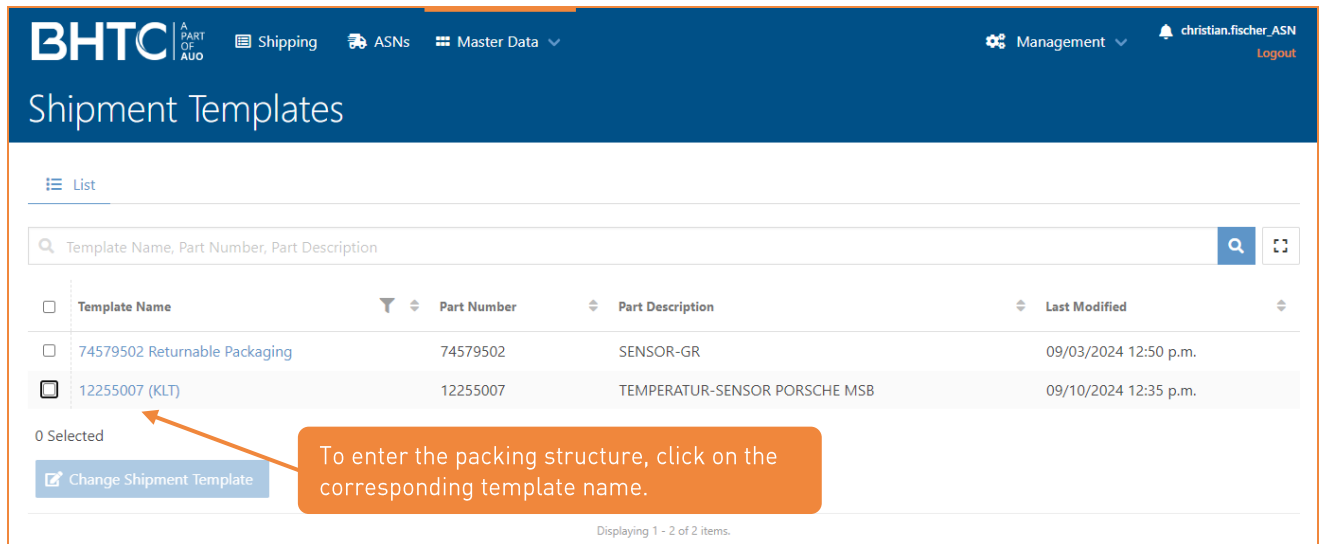 BHTC A PART OF AUO
Shipping ASNs Master Data Management christian.fischer_ASN
Logout
Shipment Templates
List
Template Name, Part Number, Part Description
Template Name Part Number Part Description Last Modified
74579502 Returnable Packaging 74579502 SENSOR-GR 09/03/2024 12:50 p.m.
12255007 (KLT) 12255007 TEMPERATUR-SENSOR PORSCHE MSB 09/10/2024 12:35 p.m.
0 Selected
To enter the packing structure, click on the
corresponding template name.
Change Shipment Template
Displaying 1 - 2 of 2 items.